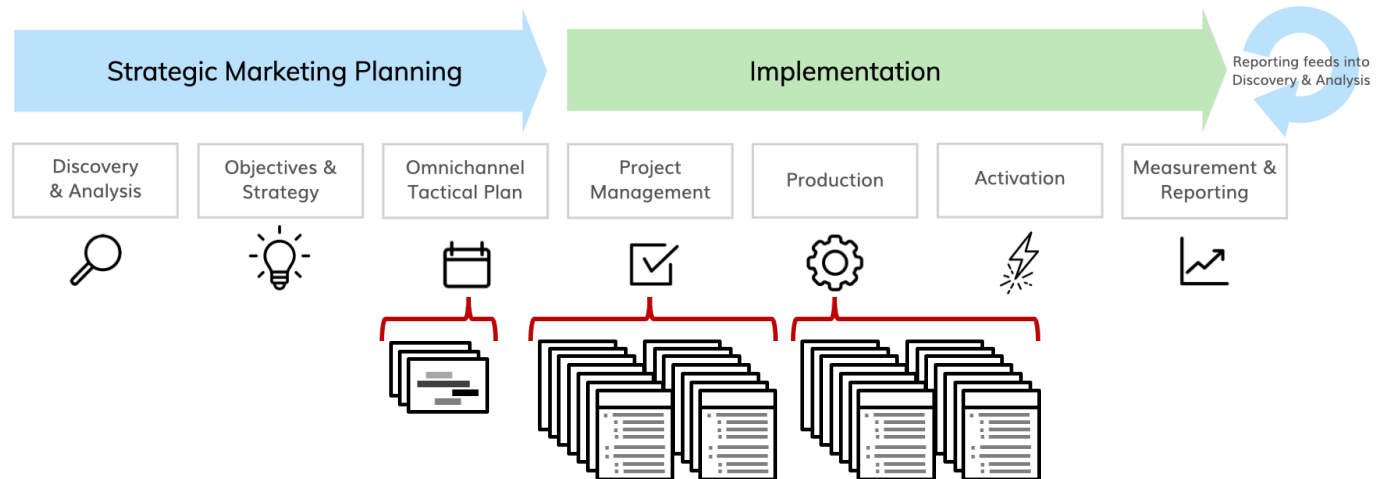 Strategic Marketing Planning
Implementation
Reporting feeds into
Discovery & Analysis
Discovery
& Analysis
Objectives &
Strategy
Omnichannel
Tactical Plan
Project
Management
Production
Activation
Measurement &
Reporting